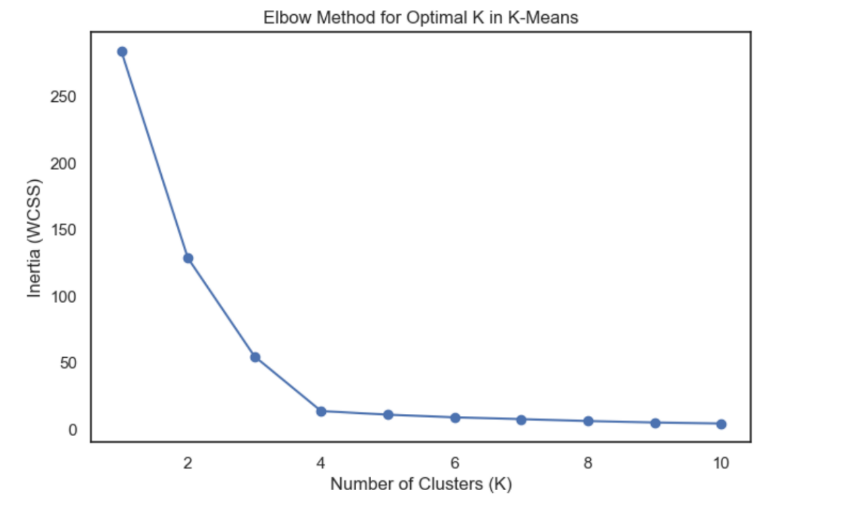 Elbow Method for Optimal K in K-Means
Inertia (WCSS)
250
200
150
100
50
0
2 4 6 8 10
Number of Clusters (K)